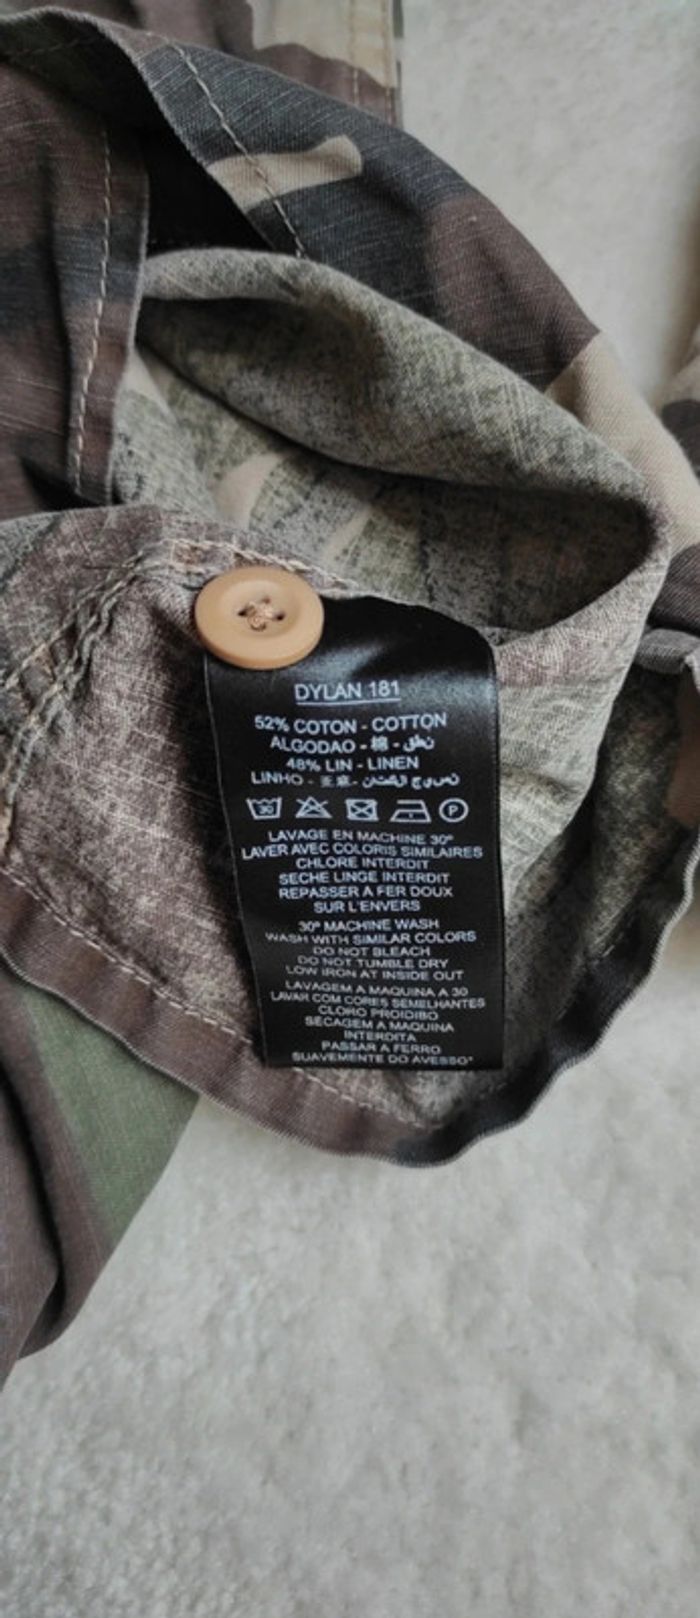 DYLAN 181
52% COTON - COTTON
ALGODAO - 棉 - نطق
48% LIN - LINEN
LINHO - 亚麻 - نسيج الكتان
30 P
LAVAGE EN MACHINE 30°
LAVER AVEC COLORIS SIMILAIRES
CHLORE INTERDIT
SECHE LINGE INTERDIT
REPASSER A FER DOUX
SUR L'ENVERS
30° MACHINE WASH
WASH WITH SIMILAR COLORS
DO NOT BLEACH
DO NOT TUMBLE DRY
LOW IRON AT INSIDE OUT
LAVAGEM A MAQUINA A 30
LAVAR COM CORES SEMELHANTES
CLORO PROIDIBO
SECAGEM A MAQUINA
INTERDITA
PASSAR A FERRO
SUAVEMENTE DO AVESSO"